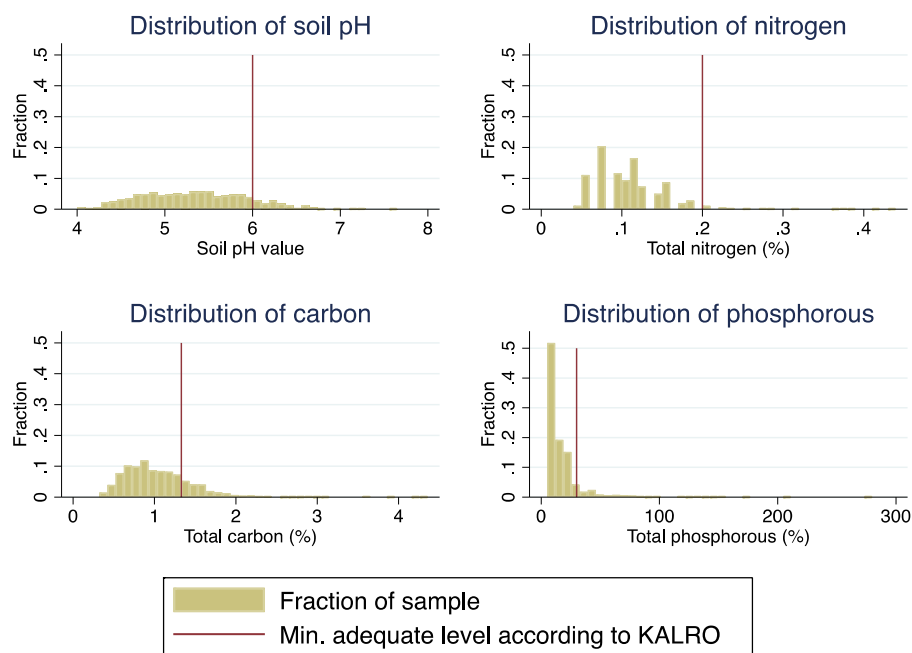 Distribution of soil pH
Fraction
0 .1 .2 .3 .4 .5
4 5 6 7 8
Soil pH value
Distribution of nitrogen
Fraction
0 .1 .2 .3 .4 .5
0 .1 .2 .3 .4
Total nitrogen (%)
Distribution of carbon
Fraction
0 .1 .2 .3 .4 .5
0 1 2 3 4
Total carbon (%)
Distribution of phosphorous
Fraction
0 .1 .2 .3 .4 .5
0 100 200 300
Total phosphorous (%)
Fraction of sample
Min. adequate level according to KALRO